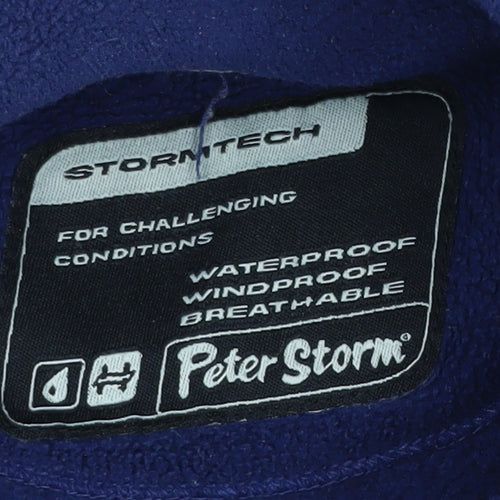 STORMTECH
FOR CHALLENGING
CONDITIONS
WATERPROOF
WINDPROOF
BREATHABLE
Peter Storm®